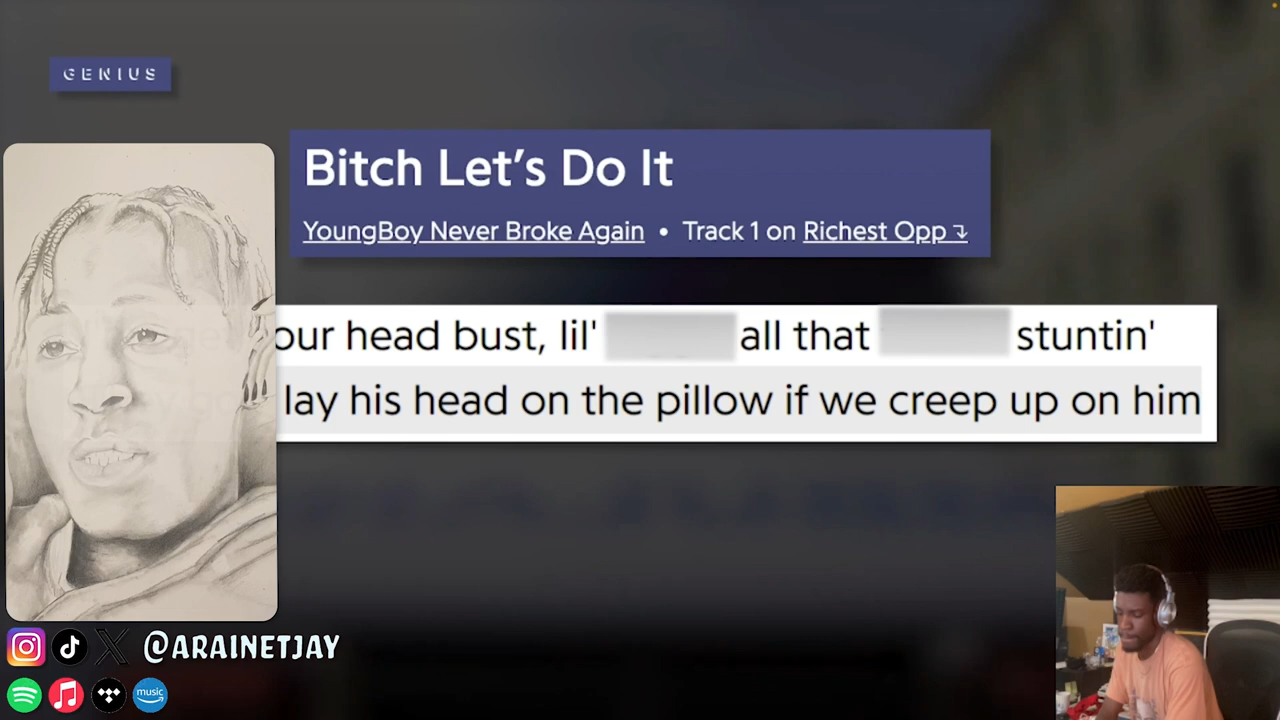 GENIUS
Bitch Let's Do It
YoungBoy Never Broke Again • Track 1 on Richest Opp
our head bust, lil' all that stuntin'
lay his head on the pillow if we creep up on him
@ARAINETJAY
music